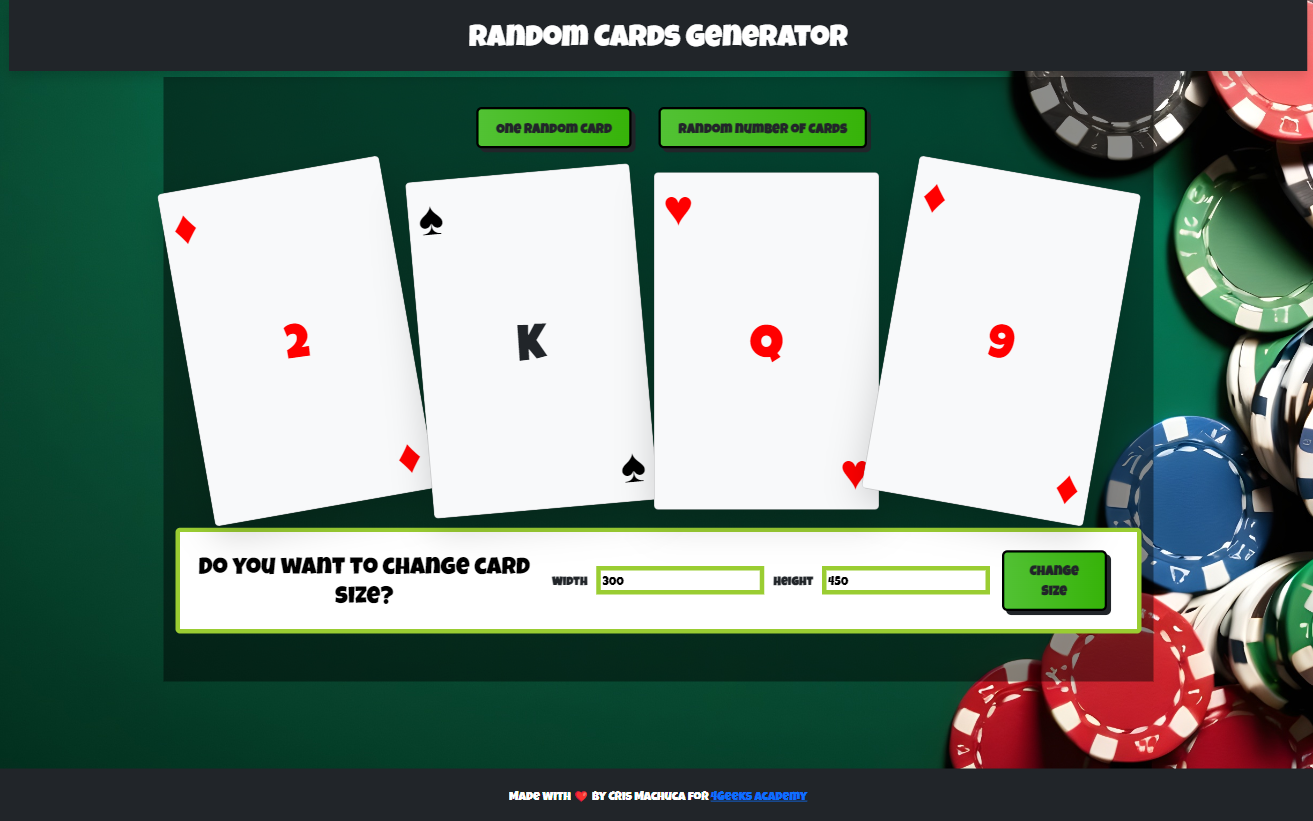 Random Cards Generator
One Random Card
Random number of cards
♦
2
♦
♠
K
♠
♥
Q
♥
♦
9
♦
Do you want to change card
size?
Width
300
Height
450
Change
size
Made with ❤️ by Cris Machuca for 4Geeks Academy